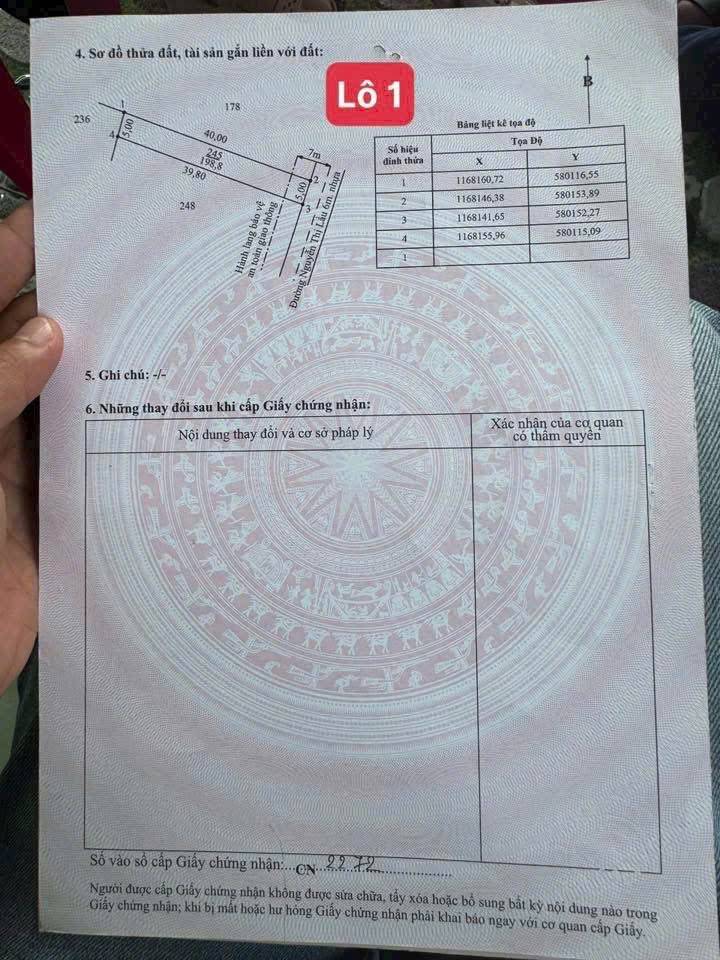 4. Sơ đồ thửa đất, tài sản gắn liền với đất:
Lô 1
B
236
178
1
5,00
4
40,00
245
198,8
39,80
7m
2
5,00
3
248
Hành lang bảo vệ
an toàn giao thông
Đường Nguyễn Thị Lắu 6m nhựa
Bảng liệt kê tọa độ
Số hiệu đỉnh thửa Tọa Độ
X Y
1 1168160,72 580116,55
2 1168146,38 580153,89
3 1168141,65 580152,27
4 1168155,96 580115,09
1
5. Ghi chú: -/-
6. Những thay đổi sau khi cấp Giấy chứng nhận:
Nội dung thay đổi và cơ sở pháp lý
Xác nhận của cơ quan
có thẩm quyền
Số vào sổ cấp Giấy chứng nhận:...CN...2272
Người được cấp Giấy chứng nhận không được sửa chữa, tẩy xóa hoặc bổ sung bất kỳ nội dung nào trong
Giấy chứng nhận; khi bị mất hoặc hư hỏng Giấy chứng nhận phải khai báo ngay với cơ quan cấp Giấy.